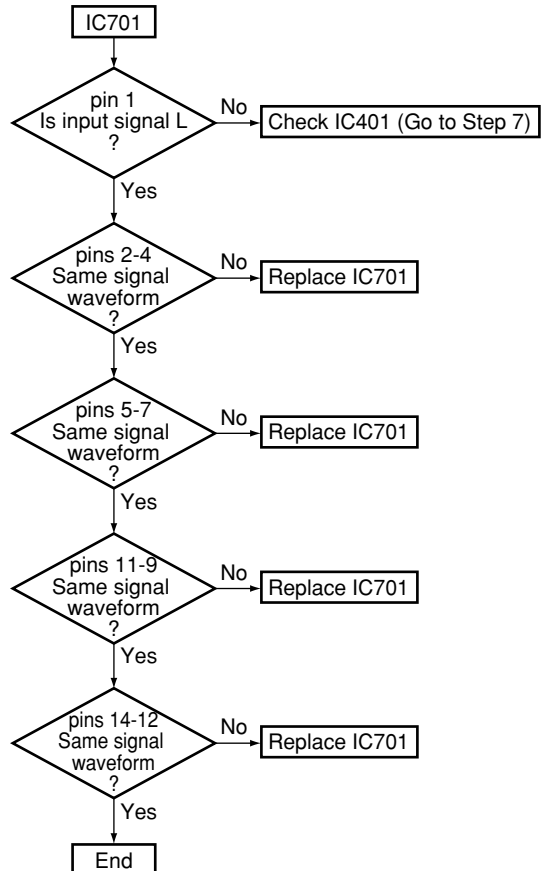 IC701
pin 1
Is input signal L
?
No
Check IC401 (Go to Step 7)
Yes
pins 2-4
Same signal
waveform
?
No
Replace IC701
Yes
pins 5-7
Same signal
waveform
?
No
Replace IC701
Yes
pins 11-9
Same signal
waveform
?
No
Replace IC701
Yes
pins 14-12
Same signal
waveform
?
No
Replace IC701
Yes
End